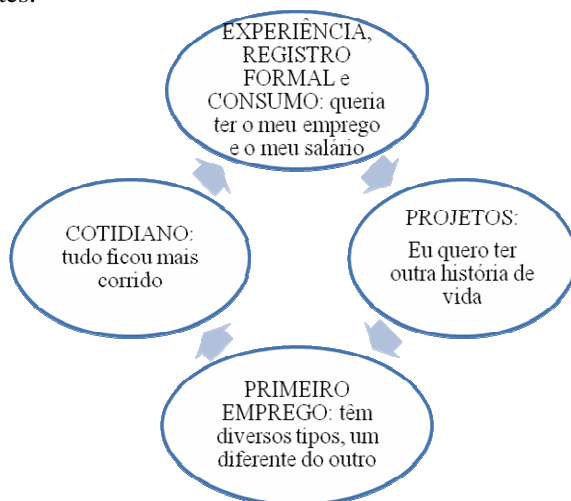 tes.
EXPERIÊNCIA,
REGISTRO
FORMAL e
CONSUMO: queria
ter o meu emprego
e o meu salário
PROJETOS:
Eu quero ter
outra história de
vida
PRIMEIRO
EMPREGO: têm
diversos tipos, um
diferente do outro
COTIDIANO:
tudo ficou mais
corrido